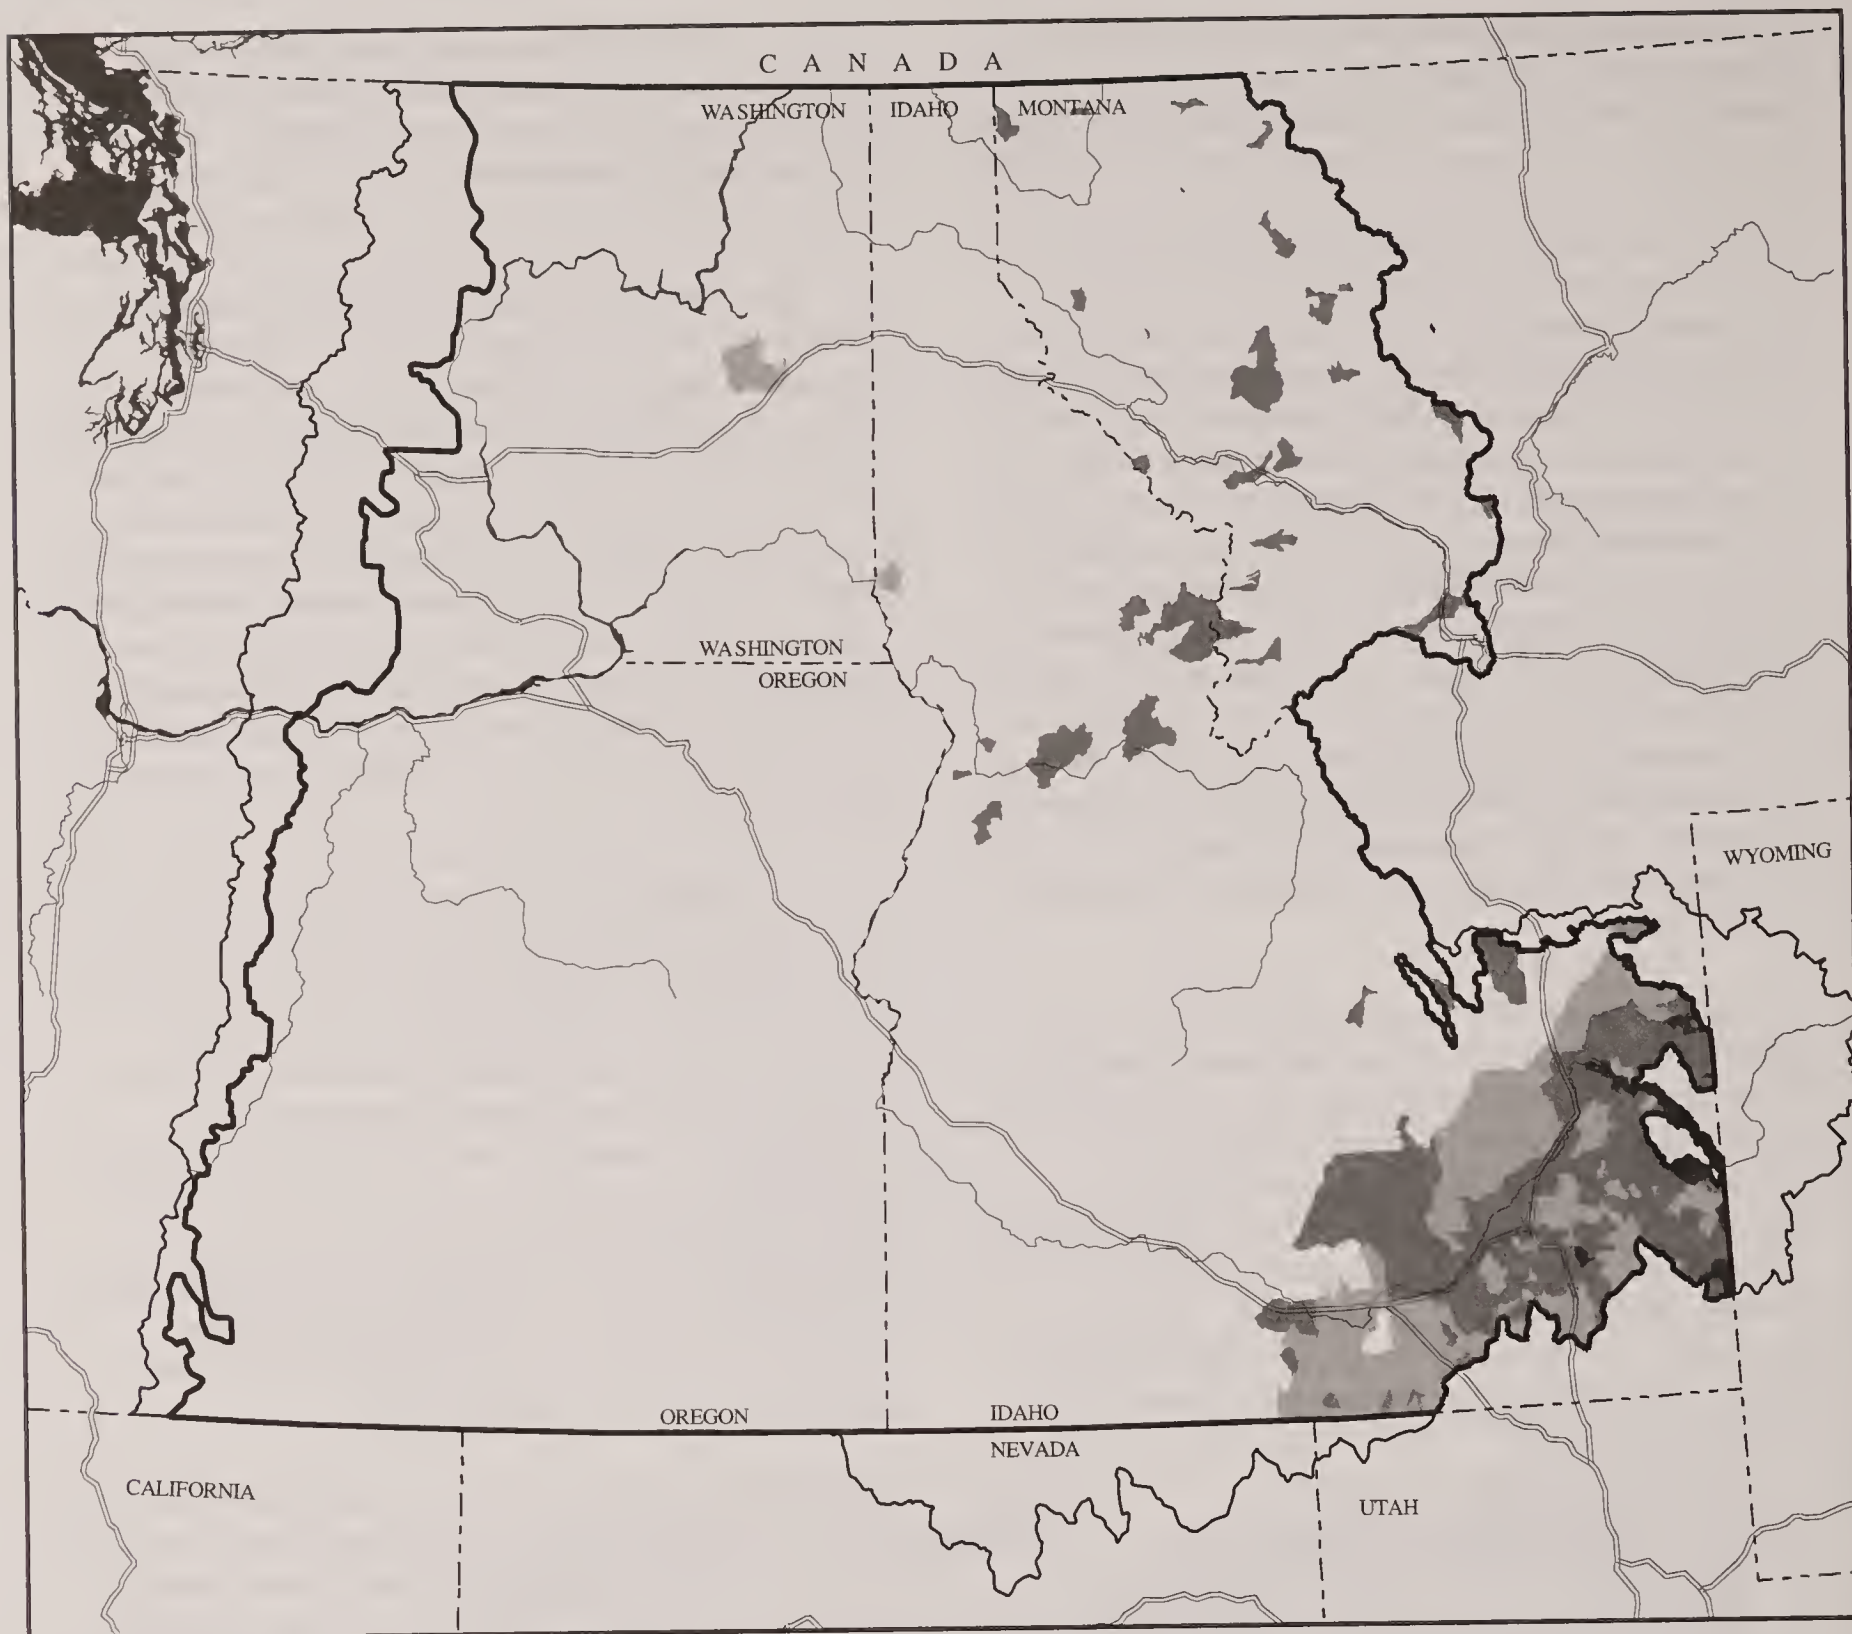 C A N A D A
WASHINGTON IDAHO MONTANA
WASHINGTON
OREGON
WYOMING
OREGON IDAHO
NEVADA
CALIFORNIA
UTAH